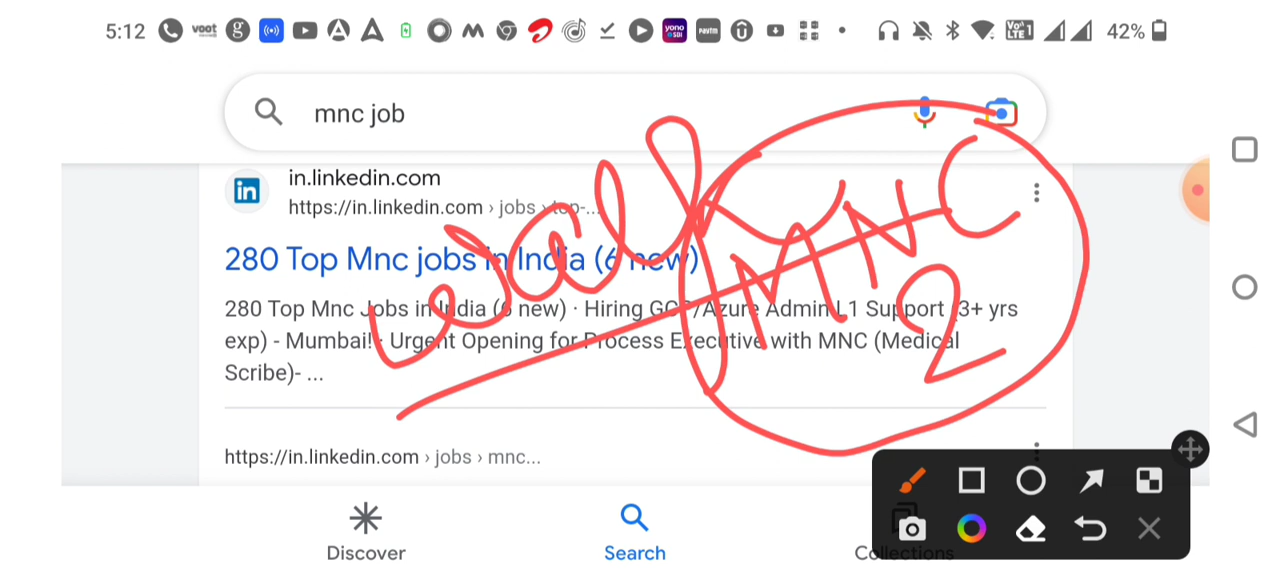 5:12 voot 42%
mnc job
in.linkedin.com
https://in.linkedin.com › jobs › top-...
280 Top Mnc jobs in India (6 new)
280 Top Mnc Jobs in India (6 new) · Hiring GCP/Azure Admin L1 Support (3+ yrs
exp) - Mumbai! · Urgent Opening for Process Executive with MNC (Medical
Scribe)- ...
MNC
2
https://in.linkedin.com › jobs › mnc...
Discover Search Collections